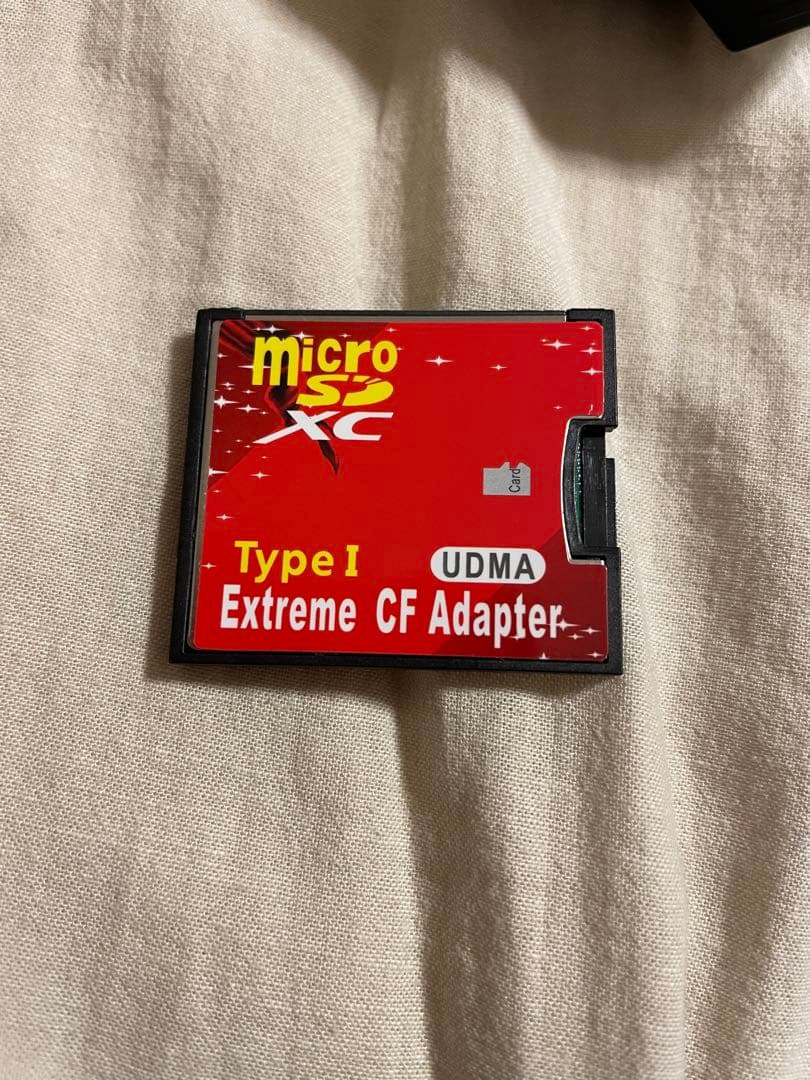 micro
SD
XC
Card
Type I UDMA
Extreme CF Adapter